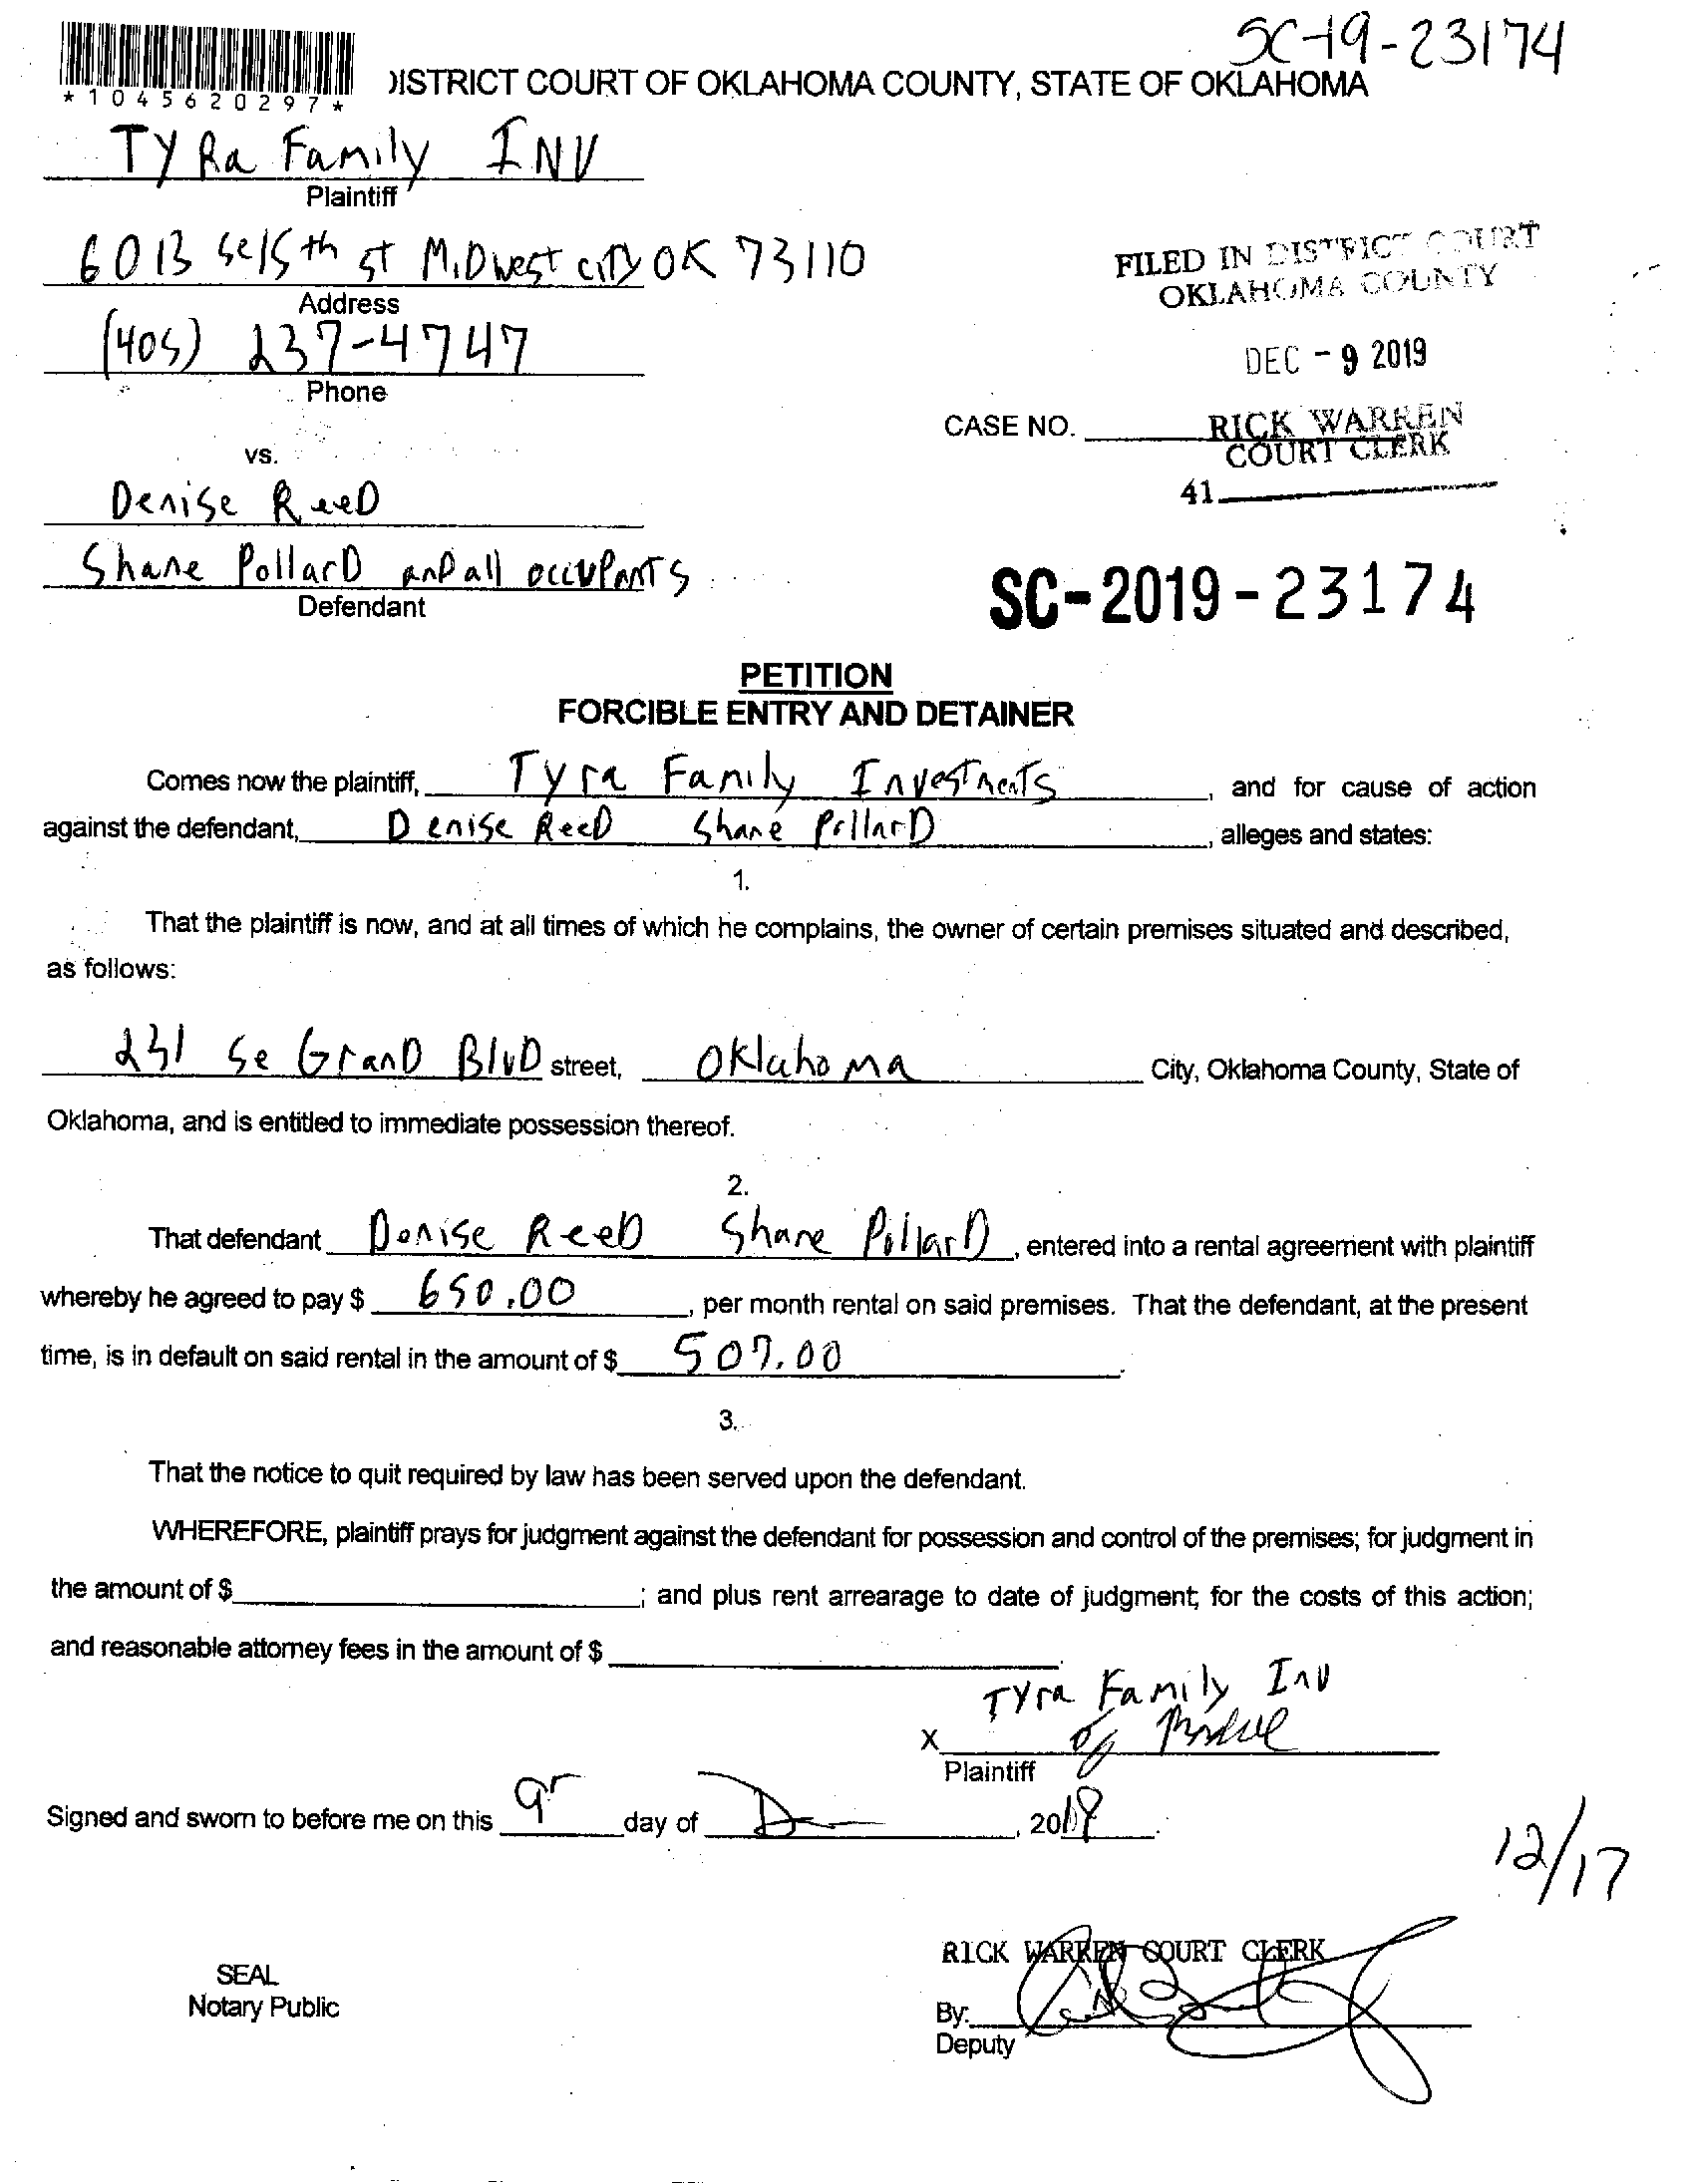 SC-19-23174
*1045620297*
DISTRICT COURT OF OKLAHOMA COUNTY, STATE OF OKLAHOMA
TYRa Family INV
Plaintiff
6013 Se 15th ST MiDwest ciTy OK 73110
Address
(405) 237-4747
Phone
FILED IN DISTRICT COURT
OKLAHOMA COUNTY
DEC - 9 2019
CASE NO.
RICK WARREN
COURT CLERK
41
vs.
Denise ReeD
Shane PollarD anD all occuPanTs
Defendant
SC-2019-23174
PETITION
FORCIBLE ENTRY AND DETAINER
Comes now the plaintiff, Tyra Family InvesTmenTs, and for cause of action
against the defendant, Denise ReeD Shane PollarD, alleges and states:
1.
That the plaintiff is now, and at all times of which he complains, the owner of certain premises situated and described,
as follows:
231 Se GranD BlvD street, Oklahoma City, Oklahoma County, State of
Oklahoma, and is entitled to immediate possession thereof.
2.
That defendant Denise ReeD Shane PollarD, entered into a rental agreement with plaintiff
whereby he agreed to pay $ 650.00, per month rental on said premises. That the defendant, at the present
time, is in default on said rental in the amount of $ 507.00.
3.
That the notice to quit required by law has been served upon the defendant.
WHEREFORE, plaintiff prays for judgment against the defendant for possession and control of the premises; for judgment in
the amount of $ ; and plus rent arrearage to date of judgment; for the costs of this action;
and reasonable attorney fees in the amount of $ .
Tyra Family Inv
X
Plaintiff
Signed and sworn to before me on this 9 day of D, 2019.
12/17
RICK WARREN COURT CLERK
SEAL
Notary Public
By:
Deputy